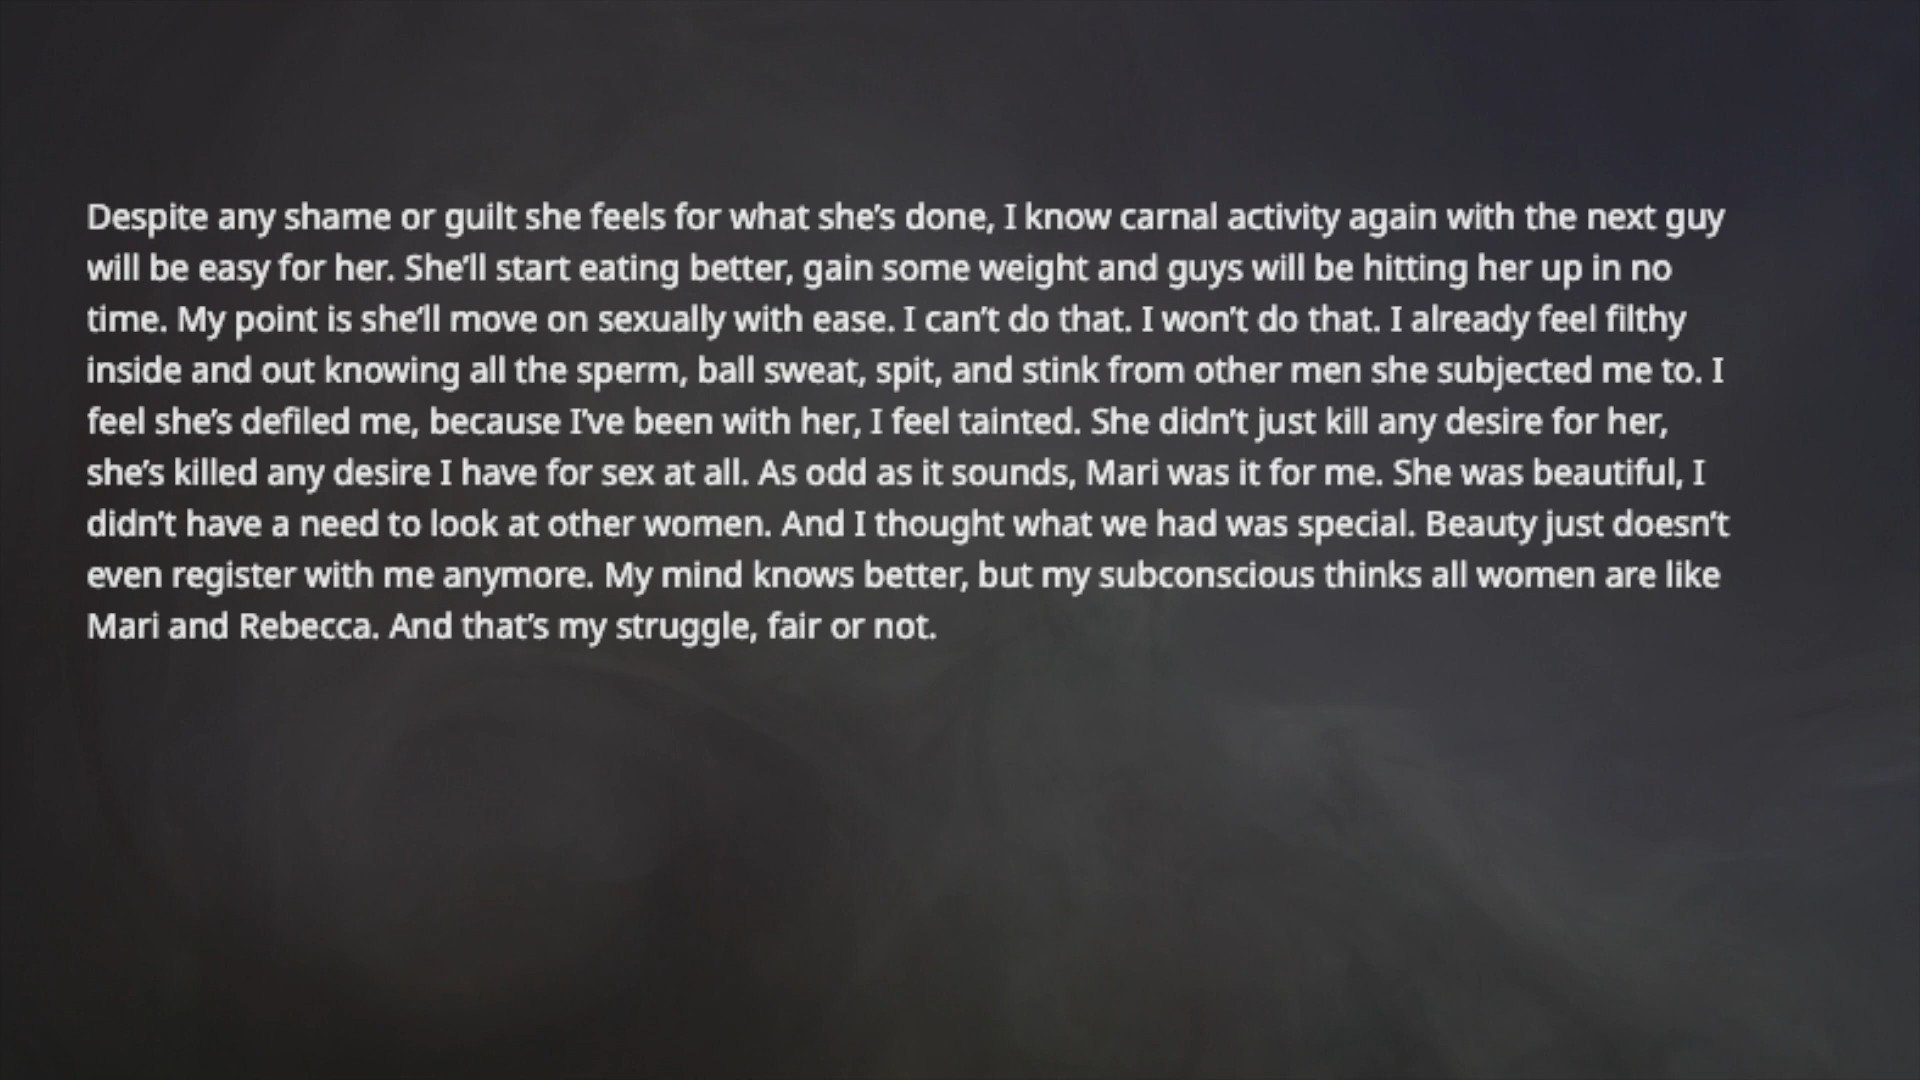 Despite any shame or guilt she feels for what she’s done, I know carnal activity again with the next guy
will be easy for her. She’ll start eating better, gain some weight and guys will be hitting her up in no
time. My point is she’ll move on sexually with ease. I can’t do that. I won’t do that. I already feel filthy
inside and out knowing all the sperm, ball sweat, spit, and stink from other men she subjected me to. I
feel she’s defiled me, because I’ve been with her, I feel tainted. She didn’t just kill any desire for her,
she’s killed any desire I have for sex at all. As odd as it sounds, Mari was it for me. She was beautiful, I
didn’t have a need to look at other women. And I thought what we had was special. Beauty just doesn’t
even register with me anymore. My mind knows better, but my subconscious thinks all women are like
Mari and Rebecca. And that’s my struggle, fair or not.